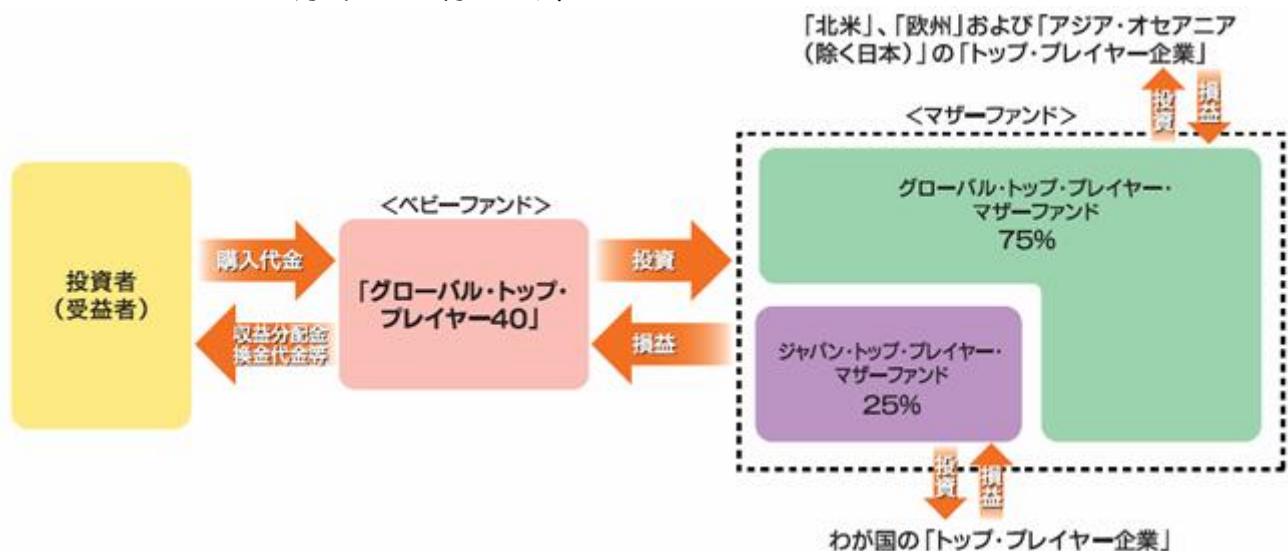 「北米」、「欧州」および「アジア・オセアニア
（除く日本）」の「トップ・プレイヤー企業」
投資
損益
＜マザーファンド＞
グローバル・トップ・プレイヤー・
マザーファンド
75%
＜ベビーファンド＞
投資者
（受益者）
購入代金
収益分配金
換金代金等
「グローバル・トップ・
プレイヤー40」
投資
損益
ジャパン・トップ・プレイヤー・
マザーファンド
25%
投資
損益
わが国の「トップ・プレイヤー企業」